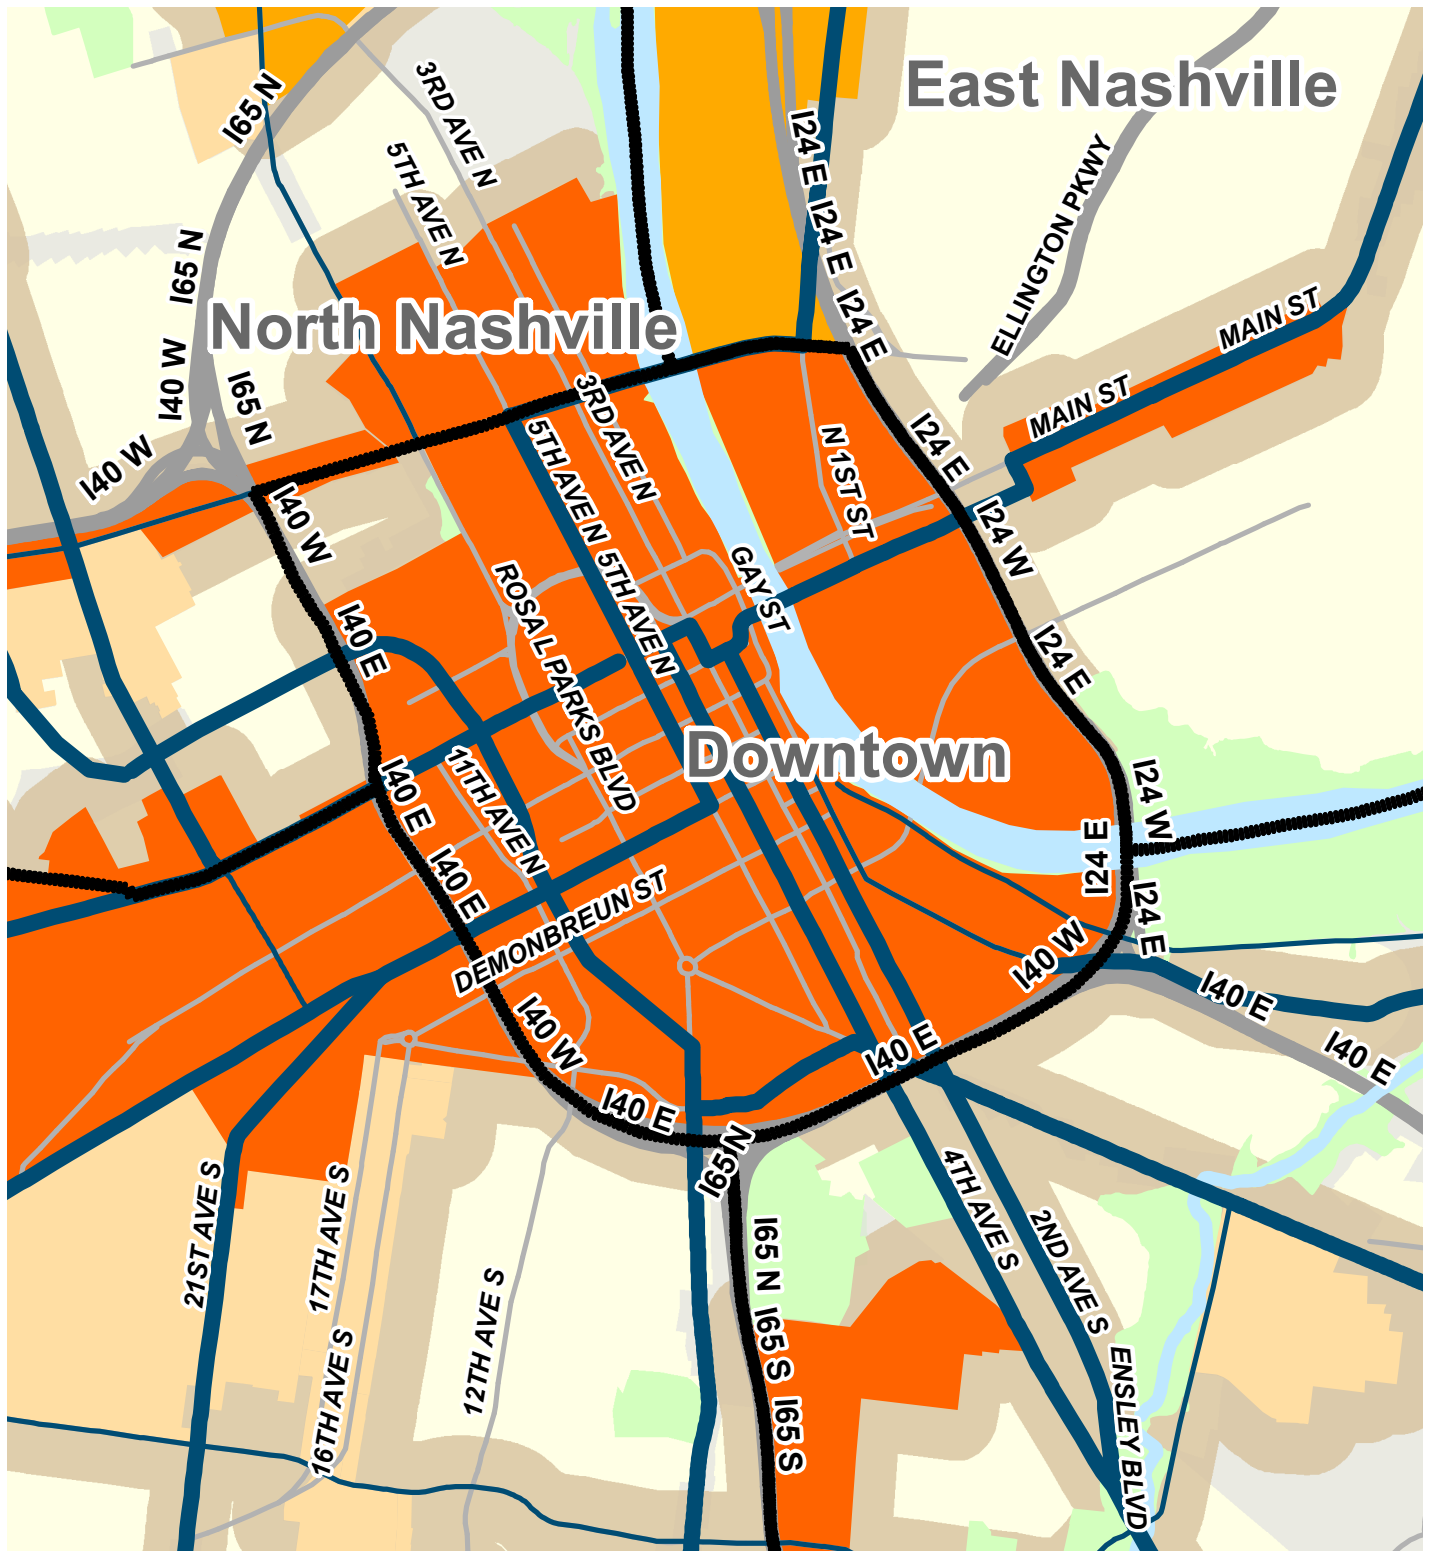 East Nashville
3RD AVE N
I65 N
I24 E
5TH AVE N
ELLINGTON PKWY
I24 E
I65 N
I24 E
MAIN ST
North Nashville
I40 W
I65 N
3RD AVE N
MAIN ST
I40 W
5TH AVE N
N 1ST ST
I24 E
I40 W
I24 W
GAY ST
5TH AVE N
ROSA L PARKS BLVD
I40 E
I24 E
Downtown
11TH AVE N
I40 E
I24 W
I24 E
I40 E
DEMONBREUN ST
I24 E
I40 W
I40 E
I40 W
I40 E
I40 E
I40 E
I65 N
4TH AVE S
21ST AVE S
17TH AVE S
2ND AVE S
I65 N
12TH AVE S
I65 S
16TH AVE S
ENSLEY BLVD
I65 S